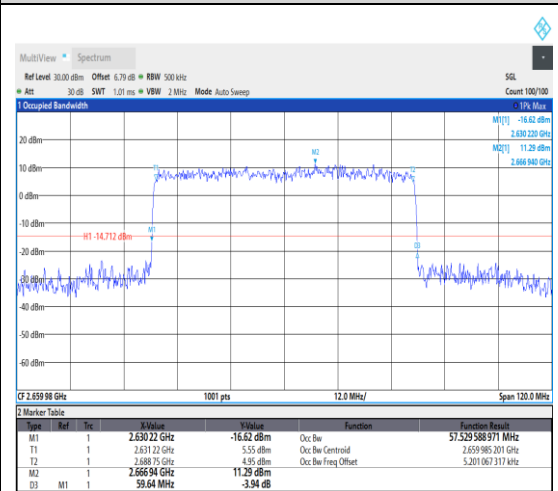 MultiView Spectrum
Ref Level 30.00 dBm Offset 6.79 dB RBW 500 kHz SGL
Att 30 dB SWT 1.01 ms VBW 2 MHz Mode Auto Sweep Count 100/100
1 Occupied Bandwidth 1Pk Max
M1[1] -16.62 dBm
2.630 220 GHz
M2[1] 11.29 dBm
2.666 940 GHz
20 dBm
M2
10 dBm
T1
T2
0 dBm
-10 dBm
M1
H1 -14.712 dBm
D3
-20 dBm
-30 dBm
-40 dBm
-50 dBm
-60 dBm
CF 2.659 98 GHz 1001 pts 12.0 MHz/ Span 120.0 MHz
2 Marker Table
Type Ref Trc X-Value Y-Value Function Function Result
M1 1 2.630 22 GHz -16.62 dBm Occ Bw 57.529 588 971 MHz
T1 1 2.631 22 GHz 5.55 dBm Occ Bw Centroid 2.659 985 201 GHz
T2 1 2.688 75 GHz 4.95 dBm Occ Bw Freq Offset 5.201 067 317 kHz
M2 1 2.666 94 GHz 11.29 dBm
D3 M1 1 59.64 MHz -3.94 dB